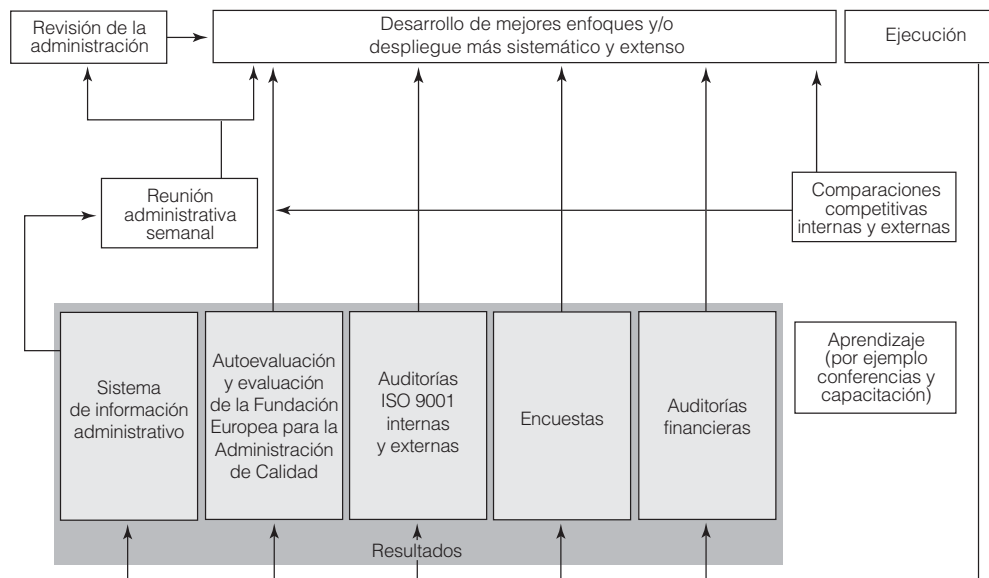 Revisión de la
administración
Desarrollo de mejores enfoques y/o
despliegue más sistemático y extenso
Ejecución
Reunión
administrativa
semanal
Comparaciones
competitivas
internas y externas
Sistema
de información
administrativo
Autoevaluación
y evaluación
de la Fundación
Europea para la
Administración
de Calidad
Auditorías
ISO 9001
internas
y externas
Encuestas
Auditorías
financieras
Aprendizaje
(por ejemplo
conferencias y
capacitación)
Resultados